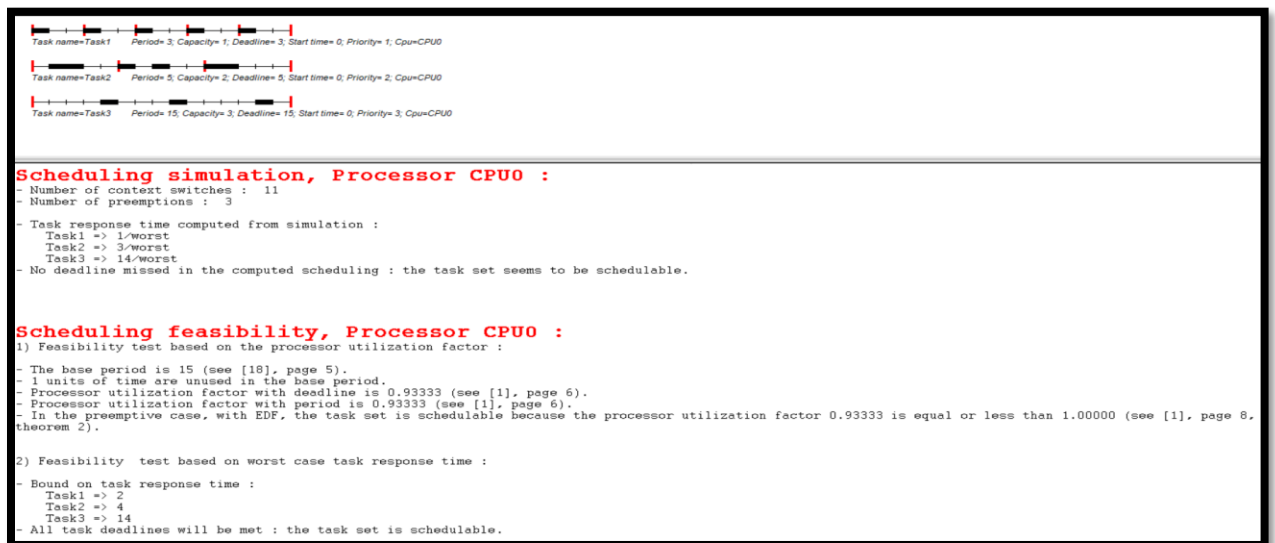 Task name=Task1 Period= 3; Capacity= 1; Deadline= 3; Start time= 0; Priority= 1; Cpu=CPU0
Task name=Task2 Period= 5; Capacity= 2; Deadline= 5; Start time= 0; Priority= 2; Cpu=CPU0
Task name=Task3 Period= 15; Capacity= 3; Deadline= 15; Start time= 0; Priority= 3; Cpu=CPU0
Scheduling simulation, Processor CPU0 :
- Number of context switches : 11
- Number of preemptions : 3
- Task response time computed from simulation :
Task1 => 1/worst
Task2 => 3/worst
Task3 => 14/worst
- No deadline missed in the computed scheduling : the task set seems to be schedulable.
Scheduling feasibility, Processor CPU0 :
1) Feasibility test based on the processor utilization factor :
- The base period is 15 (see [18], page 5).
- 1 units of time are unused in the base period.
- Processor utilization factor with deadline is 0.93333 (see [1], page 6).
- Processor utilization factor with period is 0.93333 (see [1], page 6).
- In the preemptive case, with EDF, the task set is schedulable because the processor utilization factor 0.93333 is equal or less than 1.00000 (see [1], page 8,
theorem 2).
2) Feasibility test based on worst case task response time :
- Bound on task response time :
Task1 => 2
Task2 => 4
Task3 => 14
- All task deadlines will be met : the task set is schedulable.